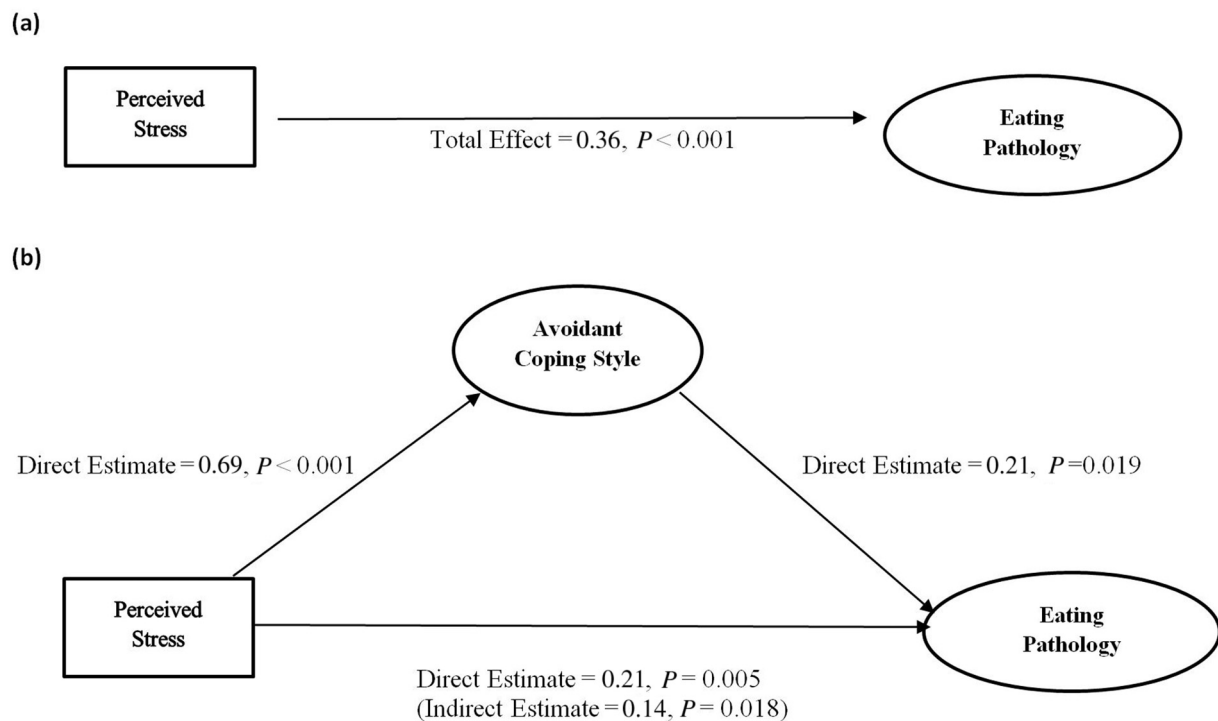 (a)
Perceived
Stress
Total Effect = 0.36, P < 0.001
Eating
Pathology
(b)
Avoidant
Coping Style
Direct Estimate = 0.69, P < 0.001
Direct Estimate = 0.21, P =0.019
Perceived
Stress
Eating
Pathology
Direct Estimate = 0.21, P = 0.005
(Indirect Estimate = 0.14, P = 0.018)